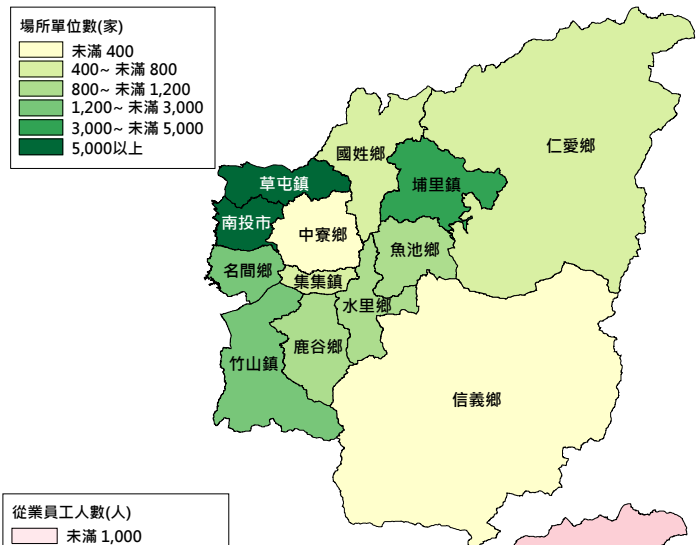 場所單位數(家)
未滿 400
400~ 未滿 800
800~ 未滿 1,200
1,200~ 未滿 3,000
3,000~ 未滿 5,000
5,000以上
仁愛鄉
國姓鄉
埔里鎮
草屯鎮
南投市
中寮鄉
魚池鄉
名間鄉
集集鎮
水里鄉
鹿谷鄉
竹山鎮
信義鄉
從業員工人數(人)
未滿 1,000